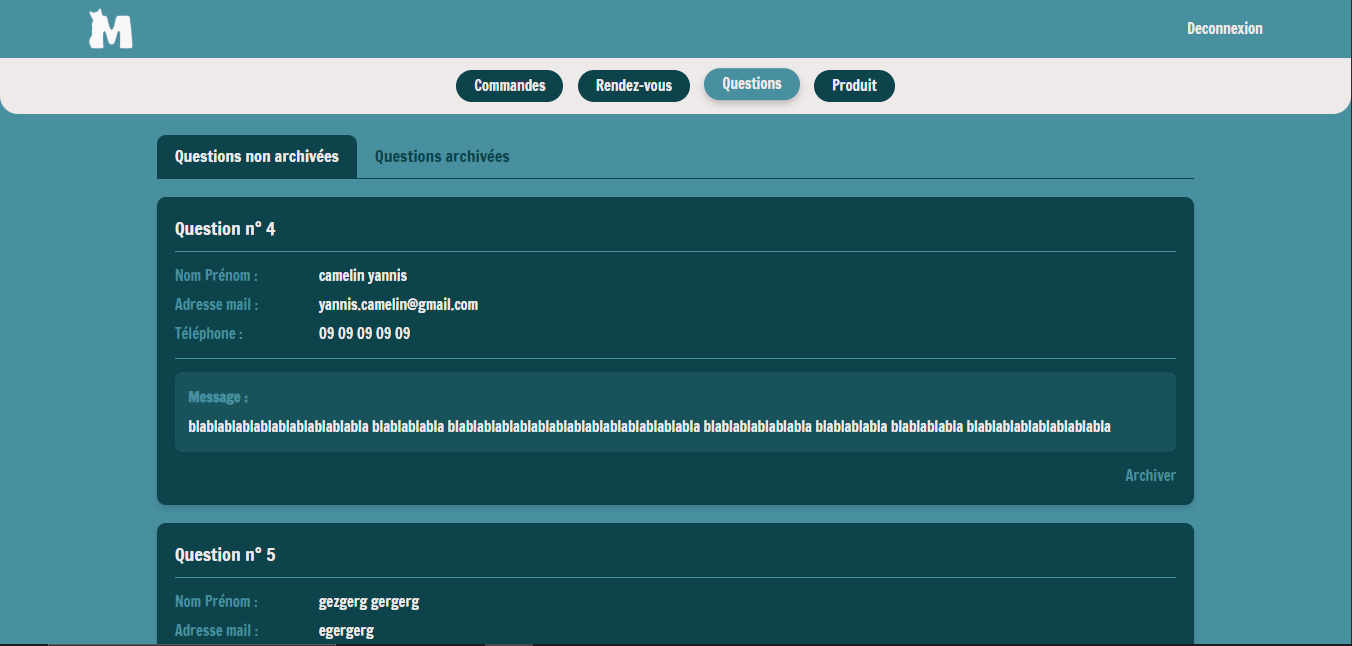 M
Deconnexion
Commandes Rendez-vous Questions Produit
Questions non archivées Questions archivées
Question n° 4
Nom Prénom : camelin yannis
Adresse mail : yannis.camelin@gmail.com
Téléphone : 09 09 09 09 09
Message :
blablablablablablablablablabla blablablabla blablablablablablablablablablablablablabla blablablablablabla blablablabla blablablabla blablablablablablablabla
Archiver
Question n° 5
Nom Prénom : gezgerg gergerg
Adresse mail : egergerg